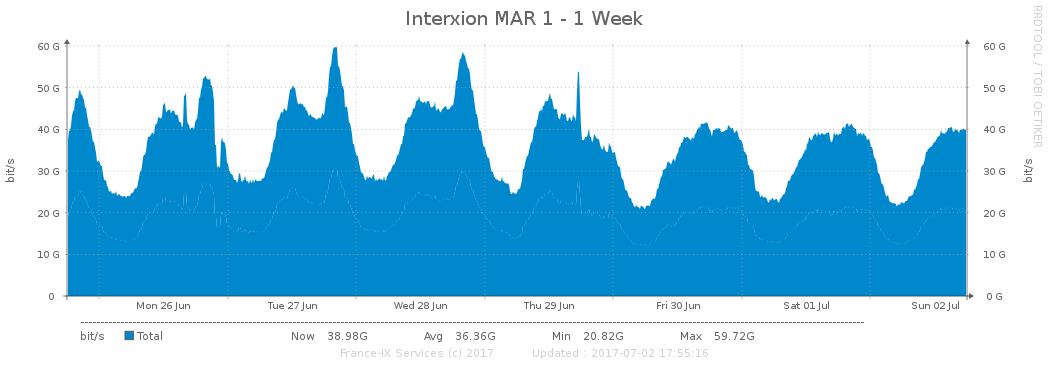 Interxion MAR 1 - 1 Week
RRDTOOL / TOBI OETIKER
60 G 60 G
50 G 50 G
40 G 40 G
30 G 30 G
20 G 20 G
10 G 10 G
0 0 G
bit/s
bit/s
Mon 26 Jun Tue 27 Jun Wed 28 Jun Thu 29 Jun Fri 30 Jun Sat 01 Jul Sun 02 Jul
bit/s Total Now 38.98G Avg 36.36G Min 20.82G Max 59.72G
France-IX Services (c) 2017 Updated : 2017-07-02 17:55:16